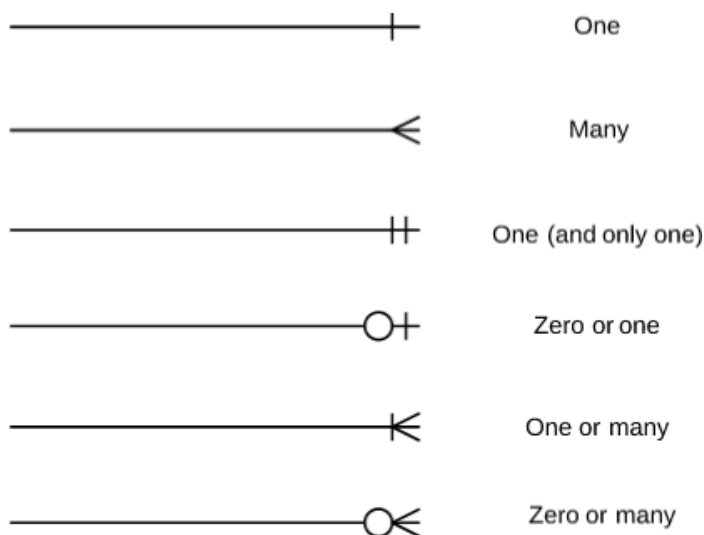 One
Many
One (and only one)
Zero or one
One or many
Zero or many